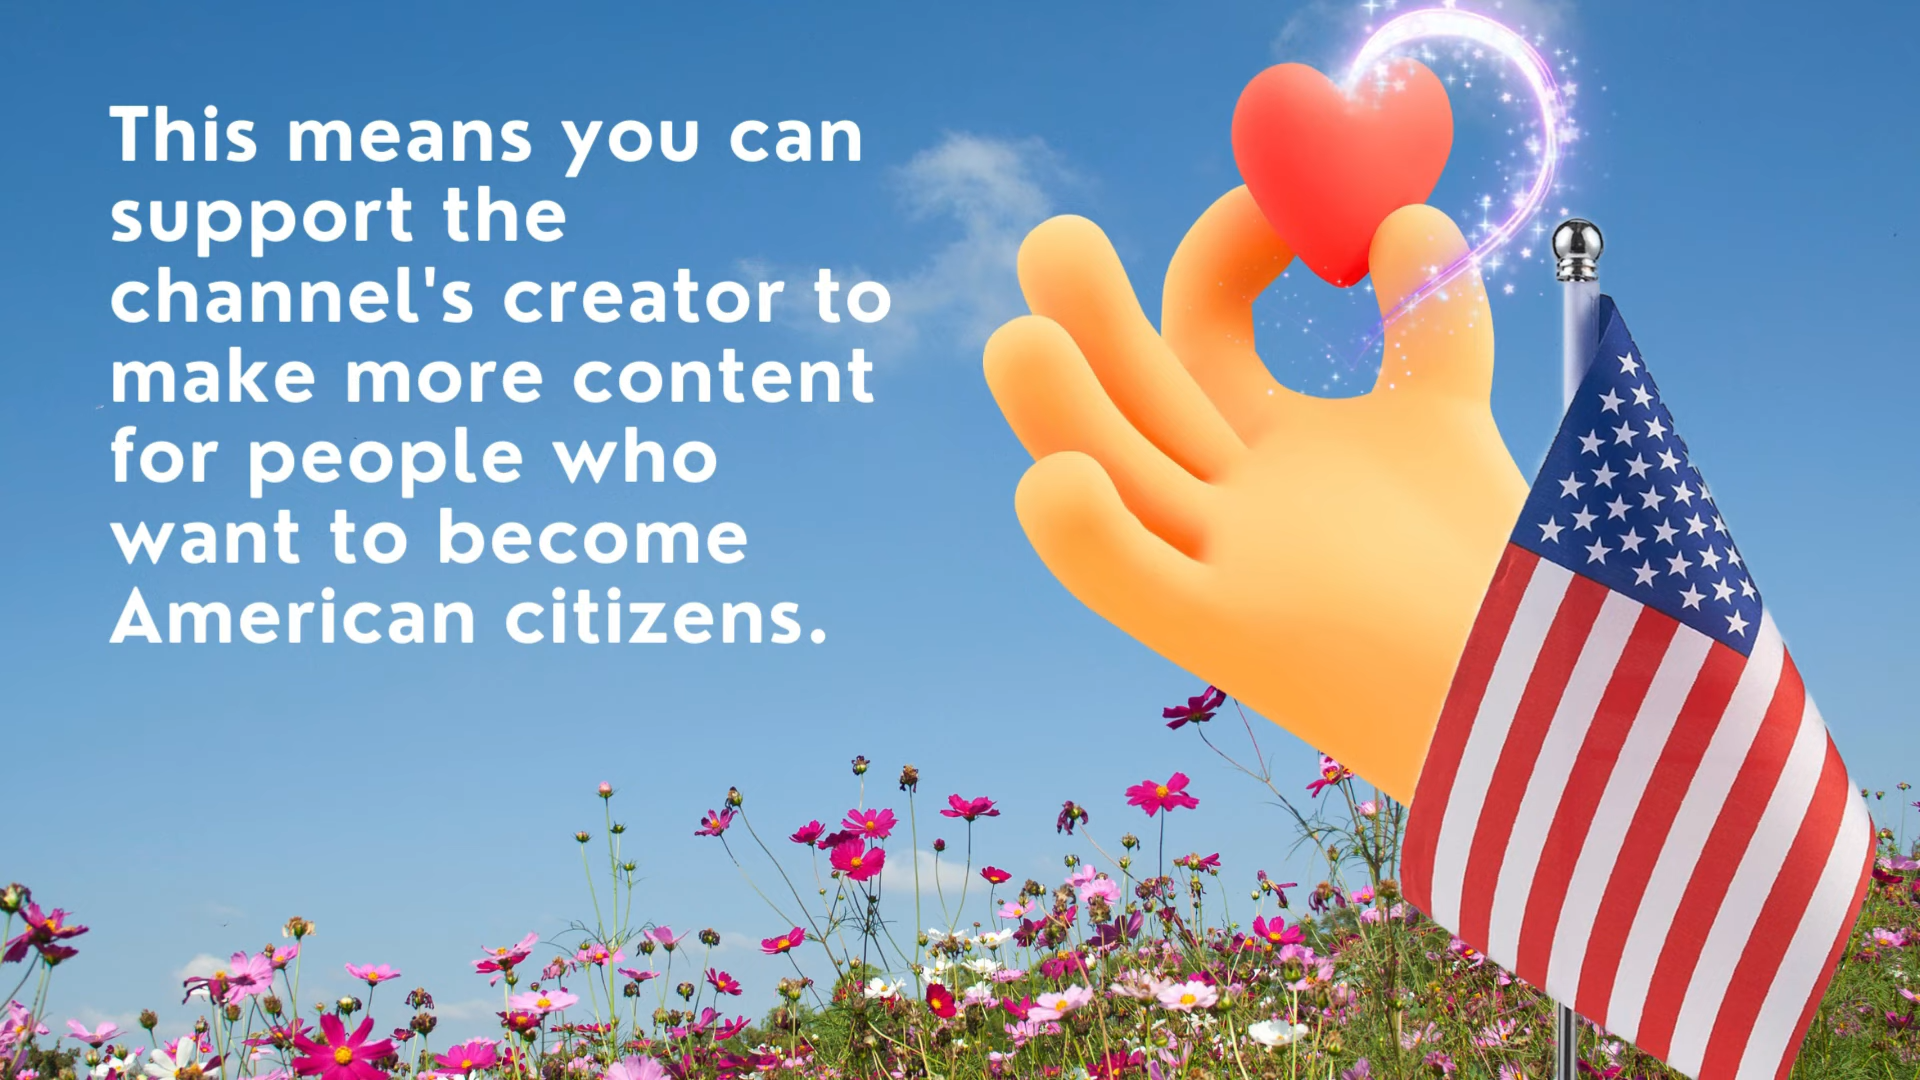 This means you can
support the
channel's creator to
make more content
for people who
want to become
American citizens.